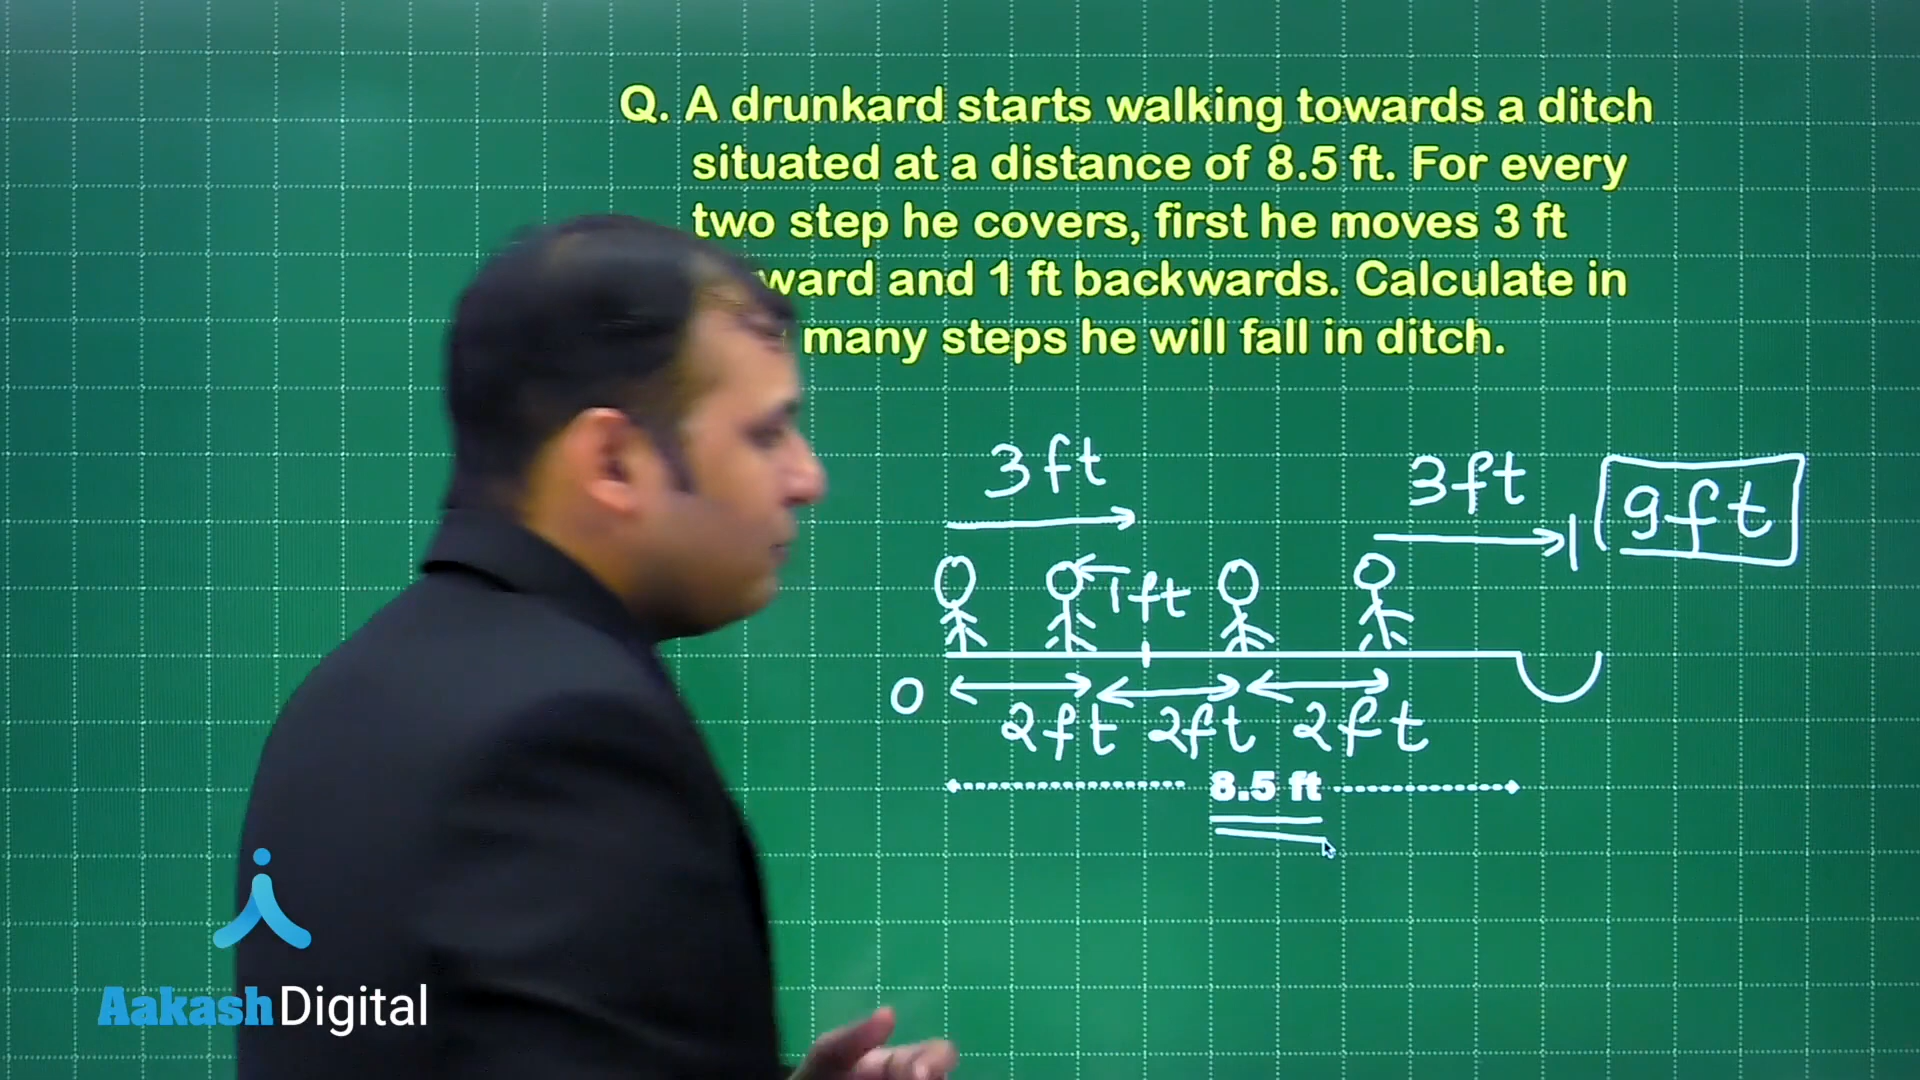 Q. A drunkard starts walking towards a ditch
situated at a distance of 8.5 ft. For every
two step he covers, first he moves 3 ft
ward and 1 ft backwards. Calculate in
many steps he will fall in ditch.
3ft
3ft
9ft
1ft
0
2ft 2ft 2ft
8.5 ft
Aakash Digital